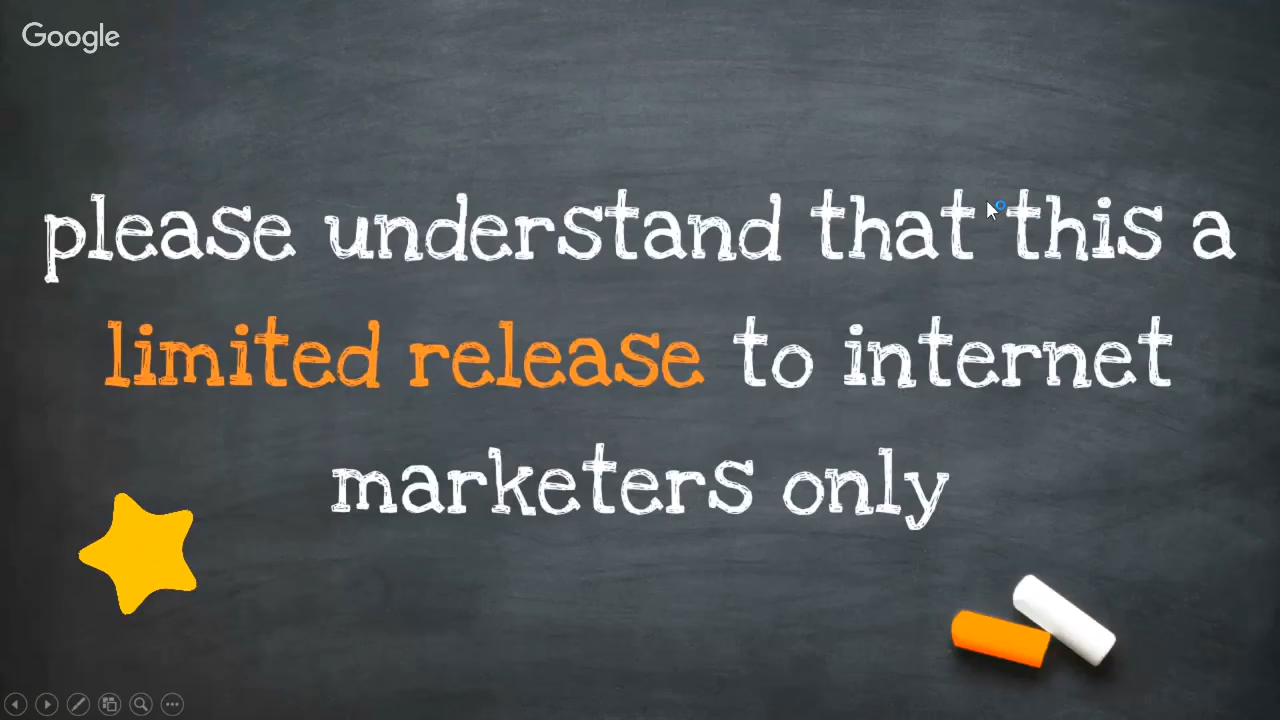 Google
please understand that this a
limited release to internet
marketers only